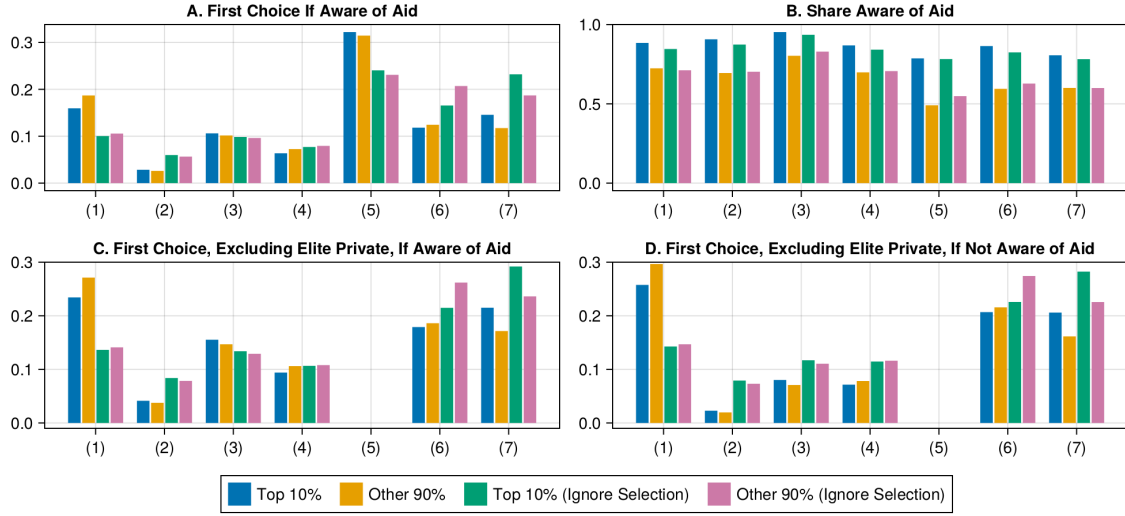 A. First Choice If Aware of Aid
0.3
0.2
0.1
0.0
(1) (2) (3) (4) (5) (6) (7)
B. Share Aware of Aid
1.0
0.5
0.0
(1) (2) (3) (4) (5) (6) (7)
C. First Choice, Excluding Elite Private, If Aware of Aid
0.3
0.2
0.1
0.0
(1) (2) (3) (4) (5) (6) (7)
D. First Choice, Excluding Elite Private, If Not Aware of Aid
0.3
0.2
0.1
0.0
(1) (2) (3) (4) (5) (6) (7)
Top 10% Other 90% Top 10% (Ignore Selection) Other 90% (Ignore Selection)